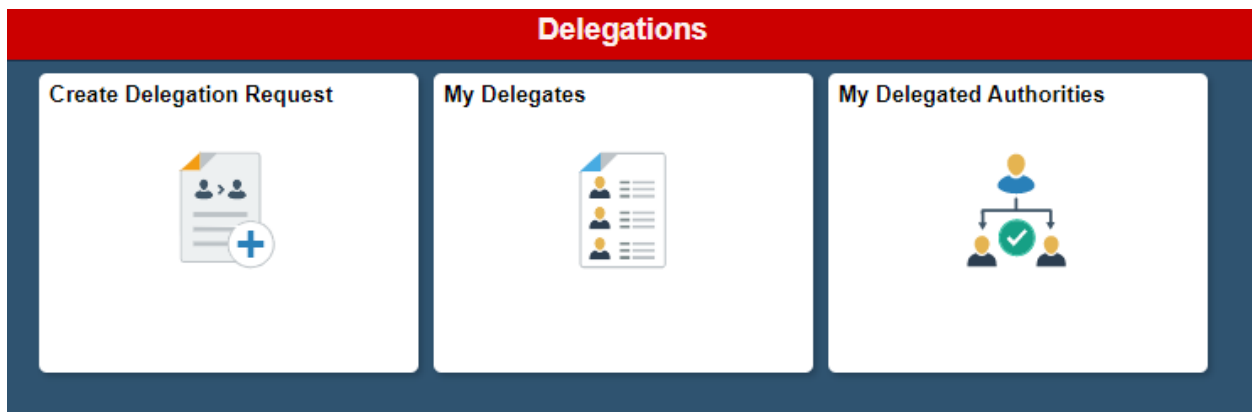 Delegations
Create Delegation Request
My Delegates
My Delegated Authorities